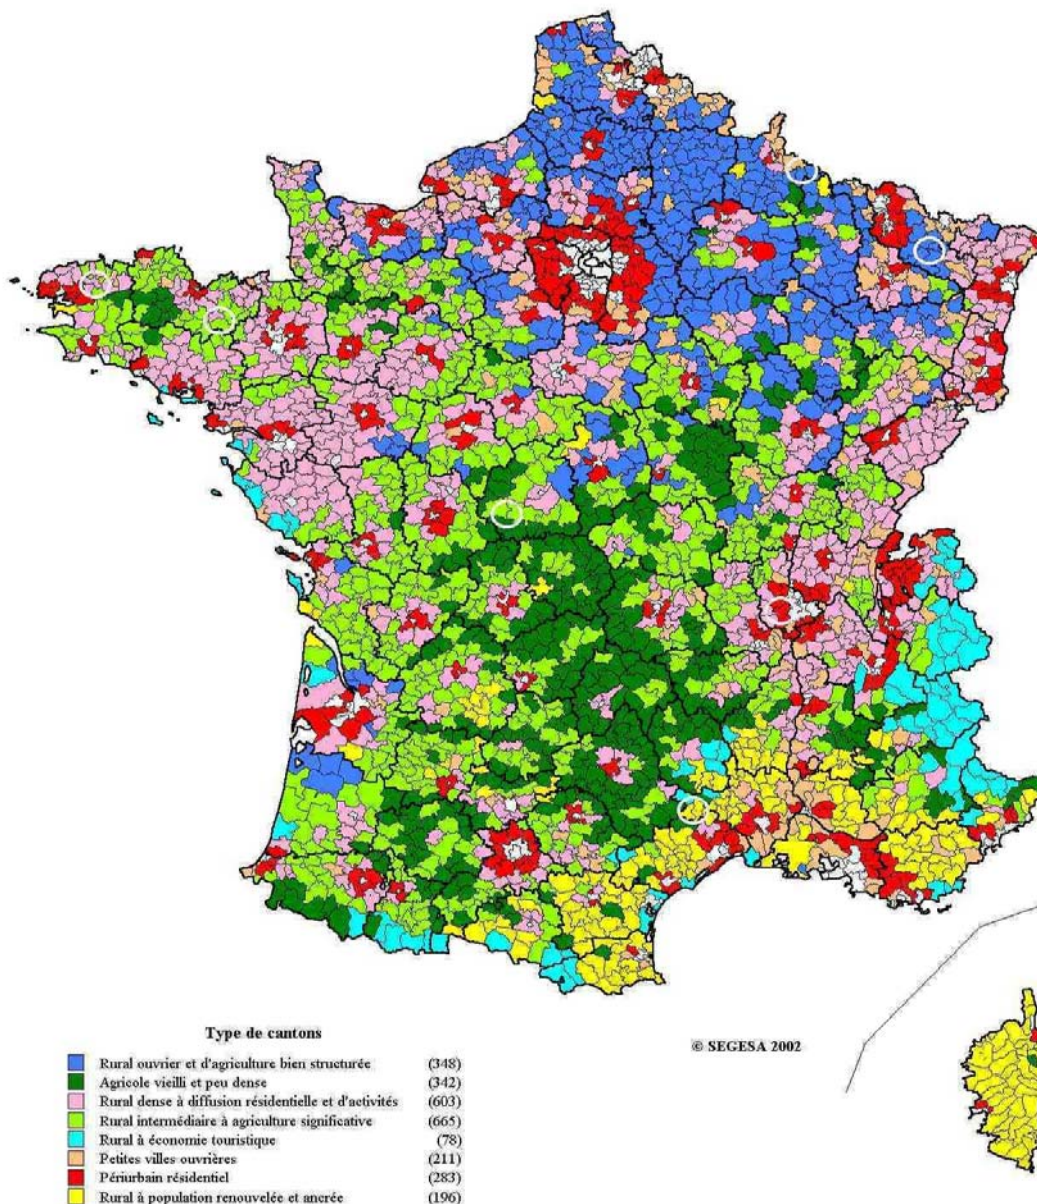 Type de cantons
© SEGESA 2002
Rural ouvrier et d'agriculture bien structurée (348)
Agricole vieilli et peu dense (342)
Rural dense à diffusion résidentielle et d'activités (603)
Rural intermédiaire à agriculture significative (665)
Rural à économie touristique (78)
Petites villes ouvrières (211)
Périurbain résidentiel (283)
Rural à population renouvelée et ancrée (196)